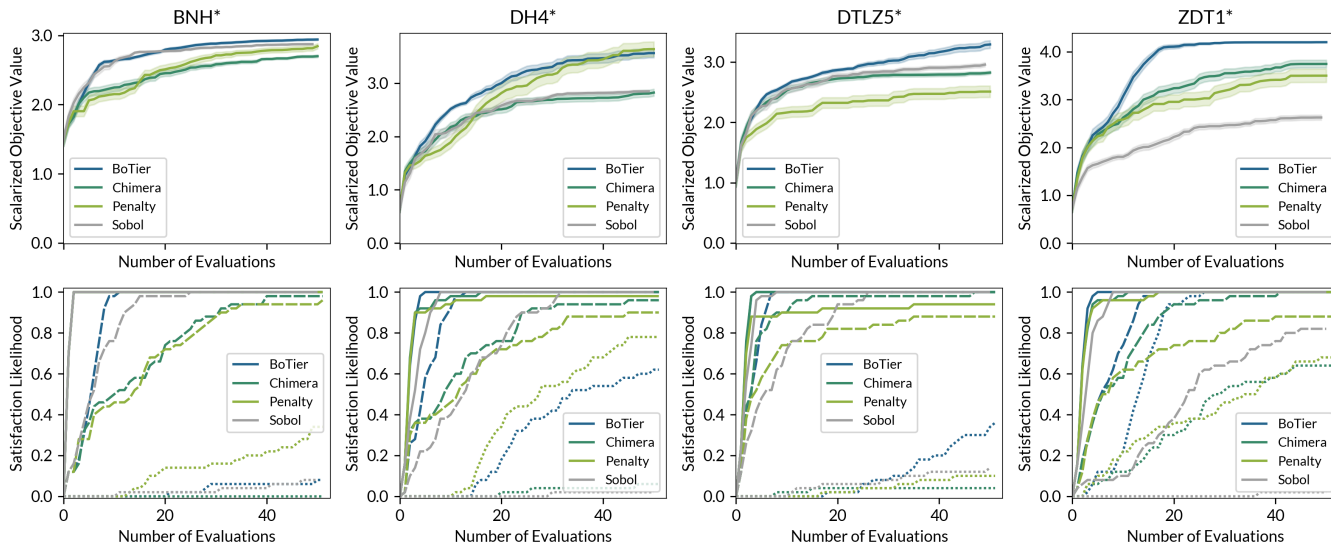 BNH*
Scalarized Objective Value
3.0
2.0
1.0
0.0
0
20
40
BoTier
Chimera
Penalty
Sobol
Number of Evaluations
DH4*
Scalarized Objective Value
3.0
2.0
1.0
0.0
0
20
40
BoTier
Chimera
Penalty
Sobol
Number of Evaluations
DTLZ5*
Scalarized Objective Value
3.0
2.0
1.0
0.0
BoTier
Chimera
Penalty
Sobol
Number of Evaluations
ZDT1*
Scalarized Objective Value
4.0
3.0
2.0
1.0
0.0
BoTier
Chimera
Penalty
Sobol
Number of Evaluations
Satisfaction Likelihood
1.0
0.8
0.6
0.4
0.2
0.0
BoTier
Chimera
Penalty
Sobol
0
20
40
Number of Evaluations
Satisfaction Likelihood
1.0
0.8
0.6
0.4
0.2
0.0
BoTier
Chimera
Penalty
Sobol
0
20
40
Number of Evaluations
Satisfaction Likelihood
1.0
0.8
0.6
0.4
0.2
0.0
BoTier
Chimera
Penalty
Sobol
0
20
40
Number of Evaluations
Satisfaction Likelihood
1.0
0.8
0.6
0.4
0.2
0.0
BoTier
Chimera
Penalty
Sobol
0
20
40
Number of Evaluations